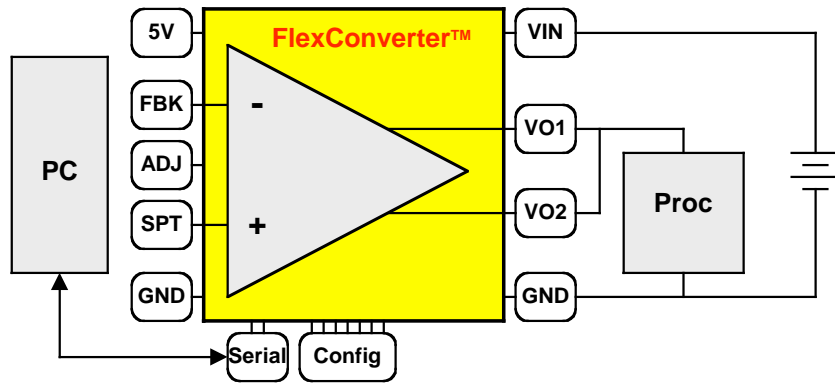 5V
FlexConverter™
VIN
FBK
-
VO1
PC
ADJ
Proc
SPT
+
VO2
GND
GND
Serial
Config